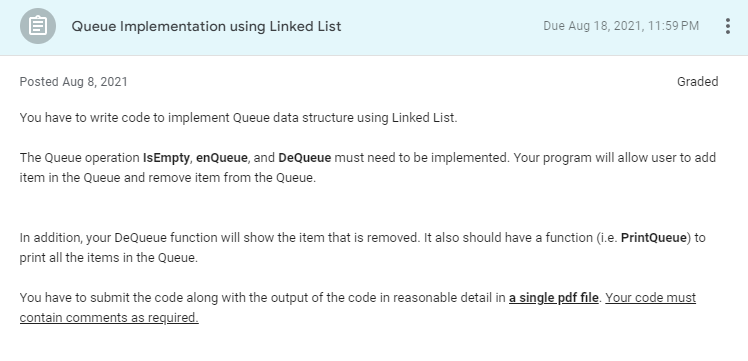 Queue Implementation using Linked List
Due Aug 18, 2021, 11:59 PM
Posted Aug 8, 2021
Graded
You have to write code to implement Queue data structure using Linked List.
The Queue operation IsEmpty, enQueue, and DeQueue must need to be implemented. Your program will allow user to add
item in the Queue and remove item from the Queue.
In addition, your DeQueue function will show the item that is removed. It also should have a function (i.e. PrintQueue) to
print all the items in the Queue.
You have to submit the code along with the output of the code in reasonable detail in a single pdf file. Your code must
contain comments as required.